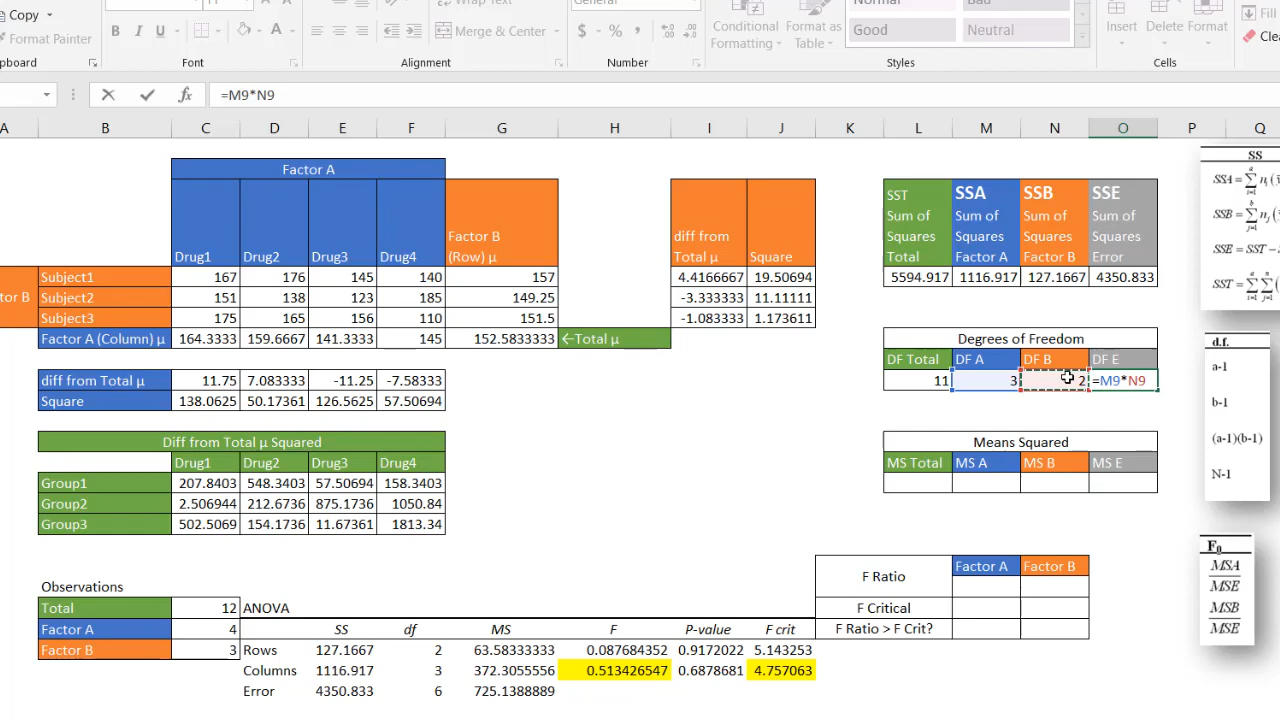 Copy
Format Painter
pboard
Font
Alignment
Merge & Center
$ % ,
Number
Conditional Formatting
Format as Table
Normal Bad
Good Neutral
Styles
Insert Delete Format
Cells
Fill
Clea
=M9*N9
A B C D E F G H I J K L M N O P Q
Factor A
Drug1 Drug2 Drug3 Drug4 Factor B (Row) μ
tor B
Subject1 167 176 145 140 157
Subject2 151 138 123 185 149.25
Subject3 175 165 156 110 151.5
Factor A (Column) μ 164.3333 159.6667 141.3333 145 152.5833333 ←Total μ
diff from Total μ 11.75 7.083333 -11.25 -7.58333
Square 138.0625 50.17361 126.5625 57.50694
Diff from Total μ Squared
Drug1 Drug2 Drug3 Drug4
Group1 207.8403 548.3403 57.50694 158.3403
Group2 2.506944 212.6736 875.1736 1050.84
Group3 502.5069 154.1736 11.67361 1813.34
Observations
Total 12
Factor A 4
Factor B 3
ANOVA
SS df MS F P-value F crit
Rows 127.1667 2 63.58333333 0.087684352 0.9172022 5.143253
Columns 1116.917 3 372.3055556 0.513426547 0.6878681 4.757063
Error 4350.833 6 725.1388889
diff from Total μ Square
4.4166667 19.50694
-3.333333 11.11111
-1.083333 1.173611
SST Sum of Squares Total
SSA Sum of Squares Factor A
SSB Sum of Squares Factor B
SSE Sum of Squares Error
5594.917 1116.917 127.1667 4350.833
Degrees of Freedom
DF Total DF A DF B DF E
11 3 2 =M9*N9
Means Squared
MS Total MS A MS B MS E
F Ratio Factor A Factor B
F Critical
F Ratio > F Crit?
SS
d.f.
a-1
b-1
(a-1)(b-1)
N-1
F₀
MSA
MSE
MSB
MSE